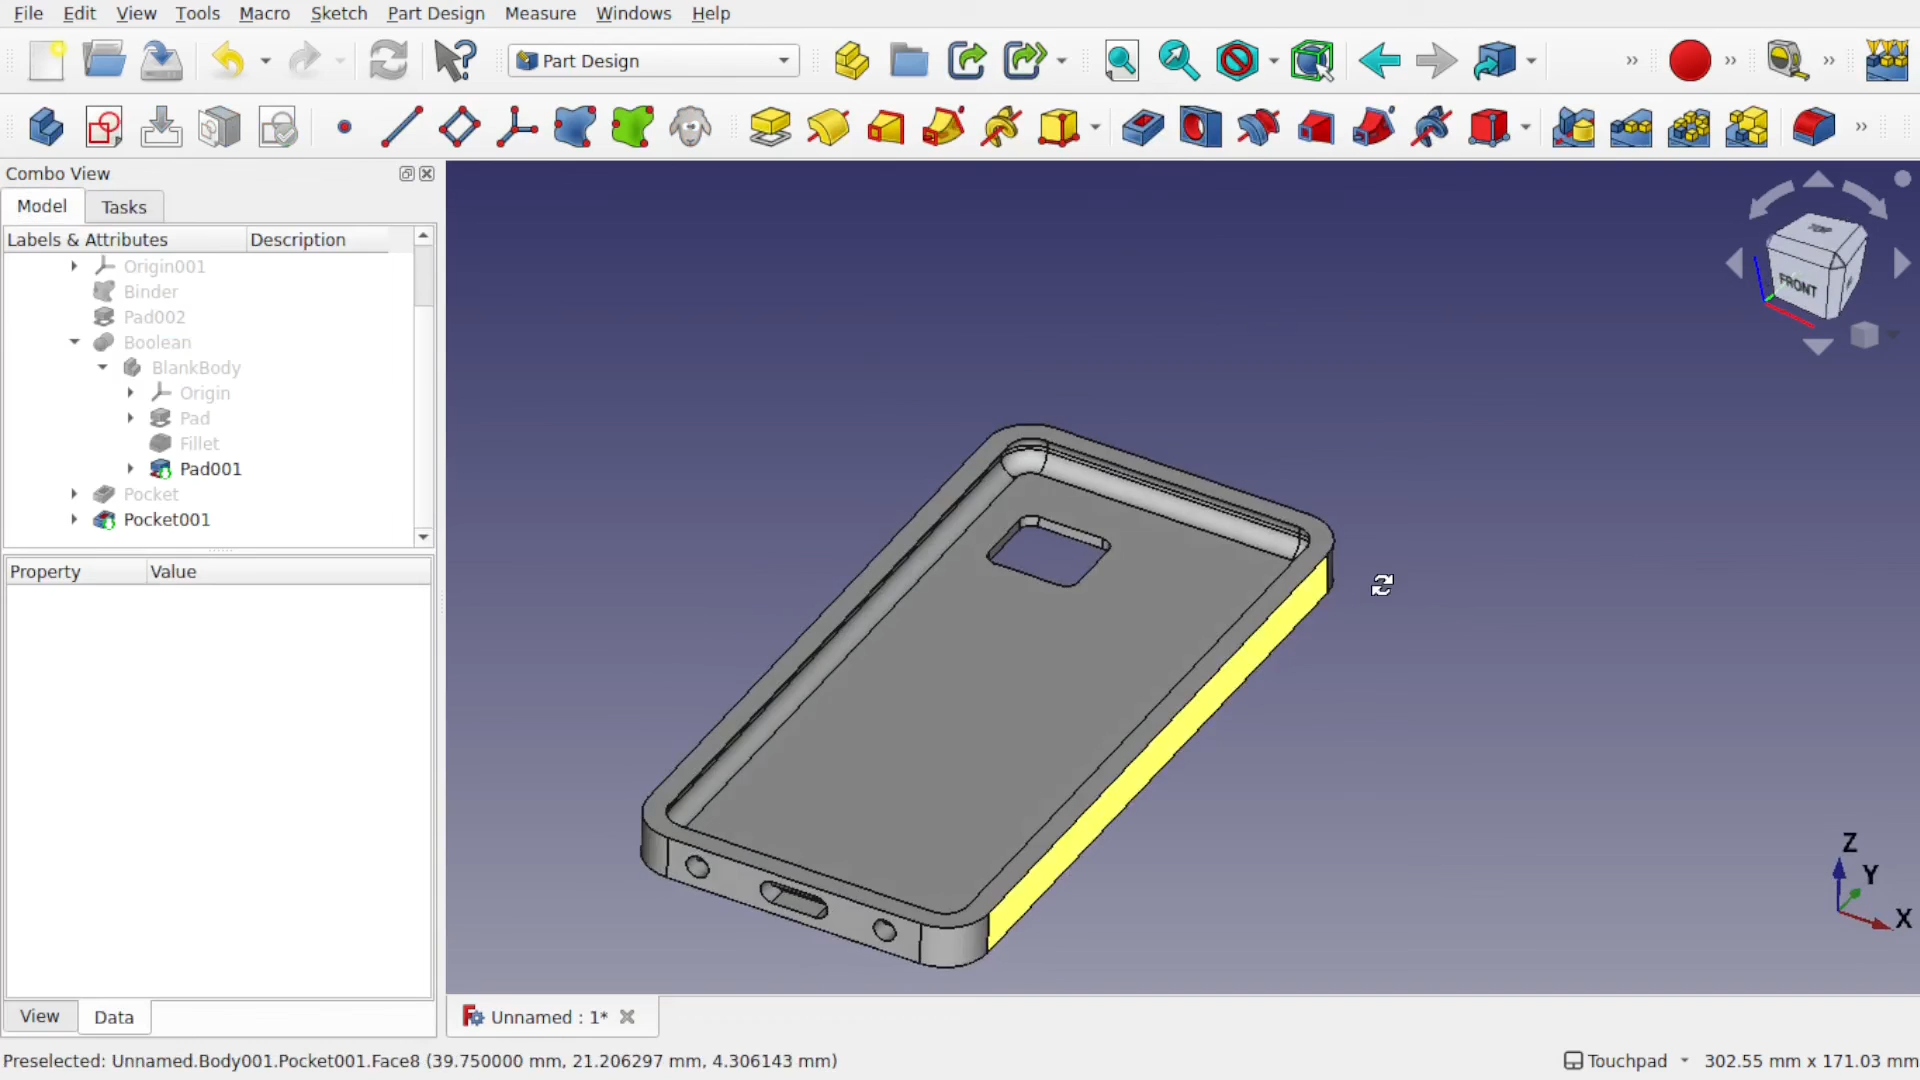 File Edit View Tools Macro Sketch Part Design Measure Windows Help
Part Design
Combo View
Model Tasks
Labels & Attributes Description
Origin001
Binder
Pad002
Boolean
BlankBody
Origin
Pad
Fillet
Pad001
Pocket
Pocket001
Property Value
View Data
TOP
FRONT
Z
Y
X
Unnamed : 1*
Preselected: Unnamed.Body001.Pocket001.Face8 (39.750000 mm, 21.206297 mm, 4.306143 mm)
Touchpad 302.55 mm x 171.03 mm